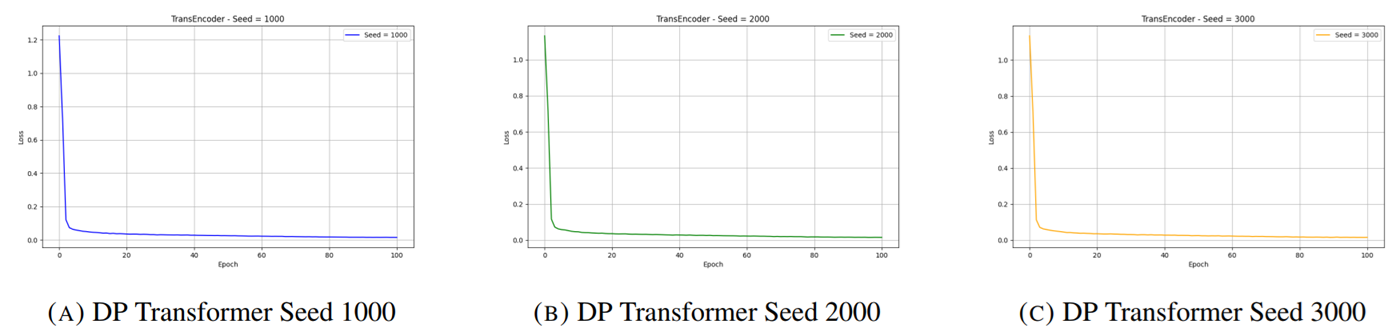 TransEncoder - Seed = 1000
Seed = 1000
1.2
1.0
0.8
0.6
0.4
0.2
0.0
Loss
0 20 40 60 80 100
Epoch
(A) DP Transformer Seed 1000
TransEncoder - Seed = 2000
Seed = 2000
1.0
0.8
0.6
0.4
0.2
0.0
Loss
0 20 40 60 80 100
Epoch
(B) DP Transformer Seed 2000
TransEncoder - Seed = 3000
Seed = 3000
1.0
0.8
0.6
0.4
0.2
0.0
Loss
0 20 40 60 80 100
Epoch
(C) DP Transformer Seed 3000